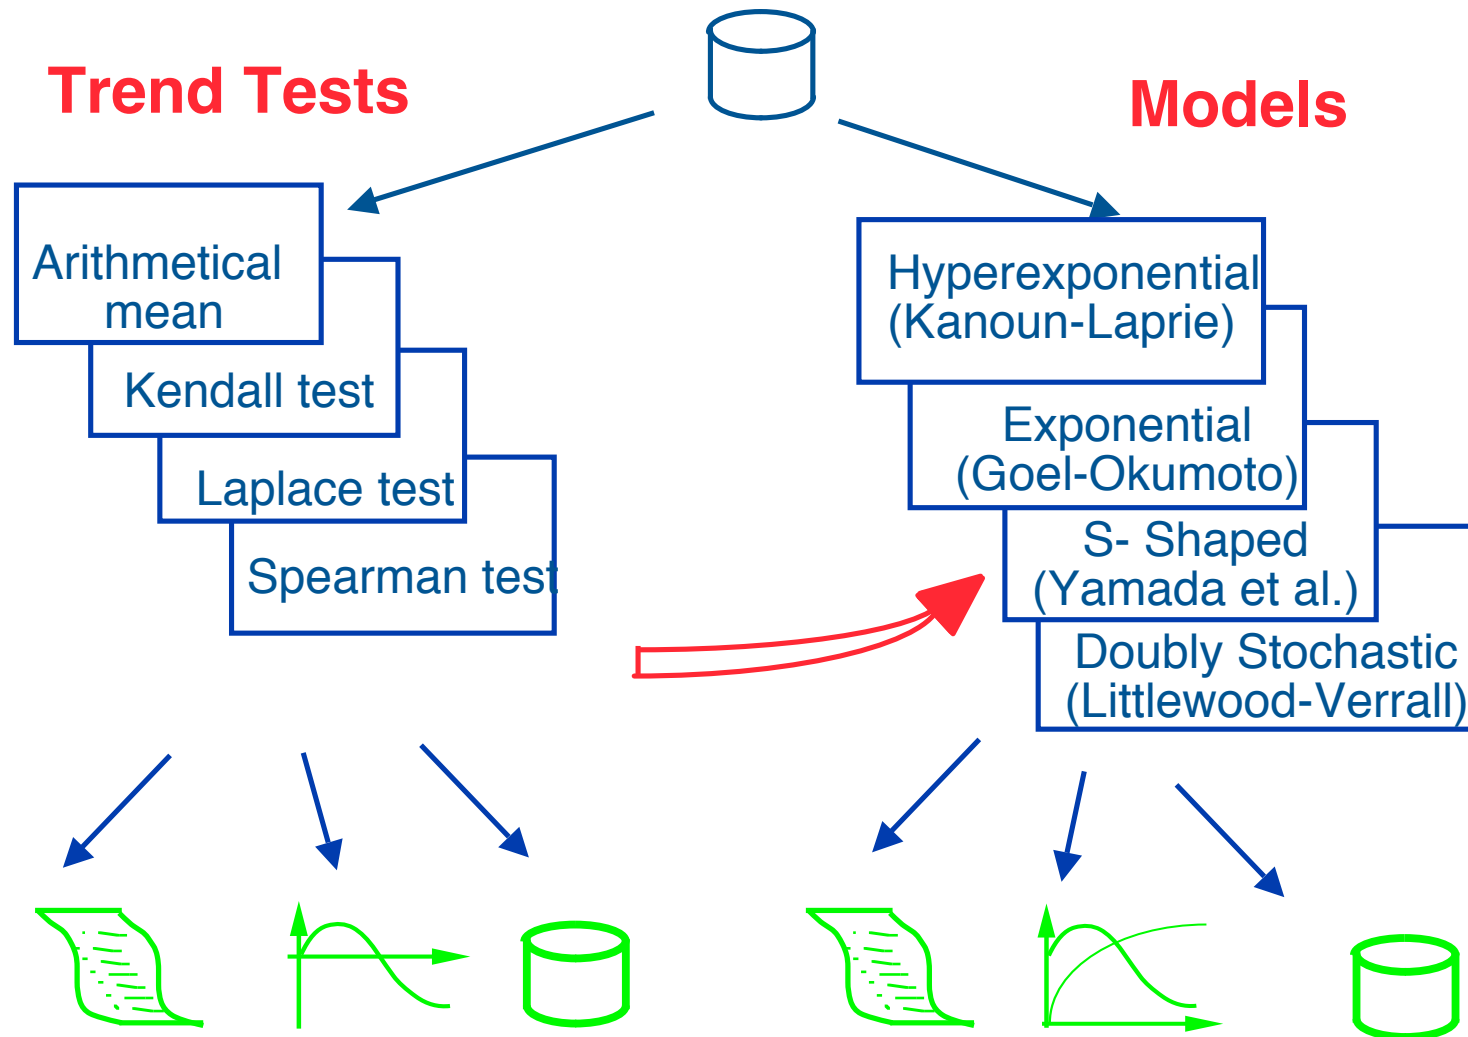 Trend Tests
Models
Arithmetical
mean
Kendall test
Laplace test
Spearman test
Hyperexponential
(Kanoun-Laprie)
Exponential
(Goel-Okumoto)
S- Shaped
(Yamada et al.)
Doubly Stochastic
(Littlewood-Verrall)